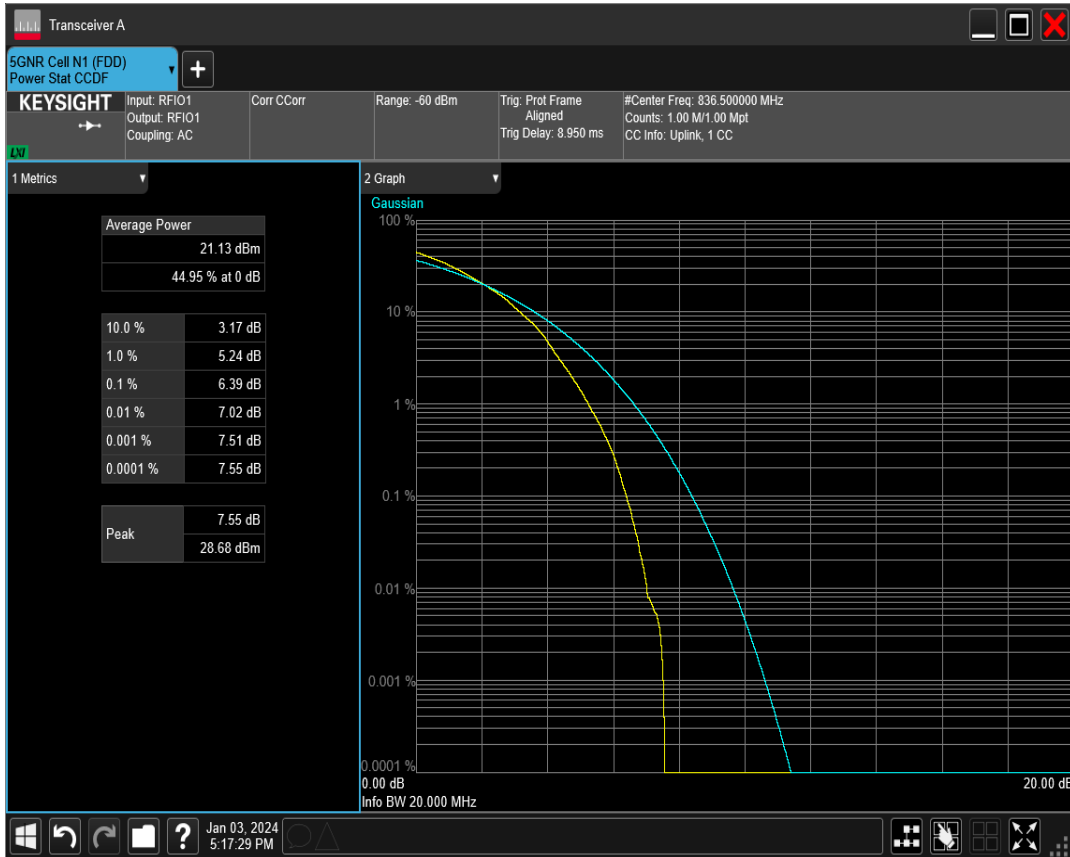 Transceiver A
5GNR Cell N1 (FDD)
Power Stat CCDF
KEYSIGHT
LXI
Input: RFIO1
Output: RFIO1
Coupling: AC
Corr CCorr
Range: -60 dBm
Trig: Prot Frame
Aligned
Trig Delay: 8.950 ms
#Center Freq: 836.500000 MHz
Counts: 1.00 M/1.00 Mpt
CC Info: Uplink, 1 CC
1 Metrics
Average Power
21.13 dBm
44.95 % at 0 dB
10.0 % 3.17 dB
1.0 % 5.24 dB
0.1 % 6.39 dB
0.01 % 7.02 dB
0.001 % 7.51 dB
0.0001 % 7.55 dB
Peak 7.55 dB
28.68 dBm
2 Graph
Gaussian
100 %
10 %
1 %
0.1 %
0.01 %
0.001 %
0.0001 %
0.00 dB 20.00 dB
Info BW 20.000 MHz
Jan 03, 2024
5:17:29 PM